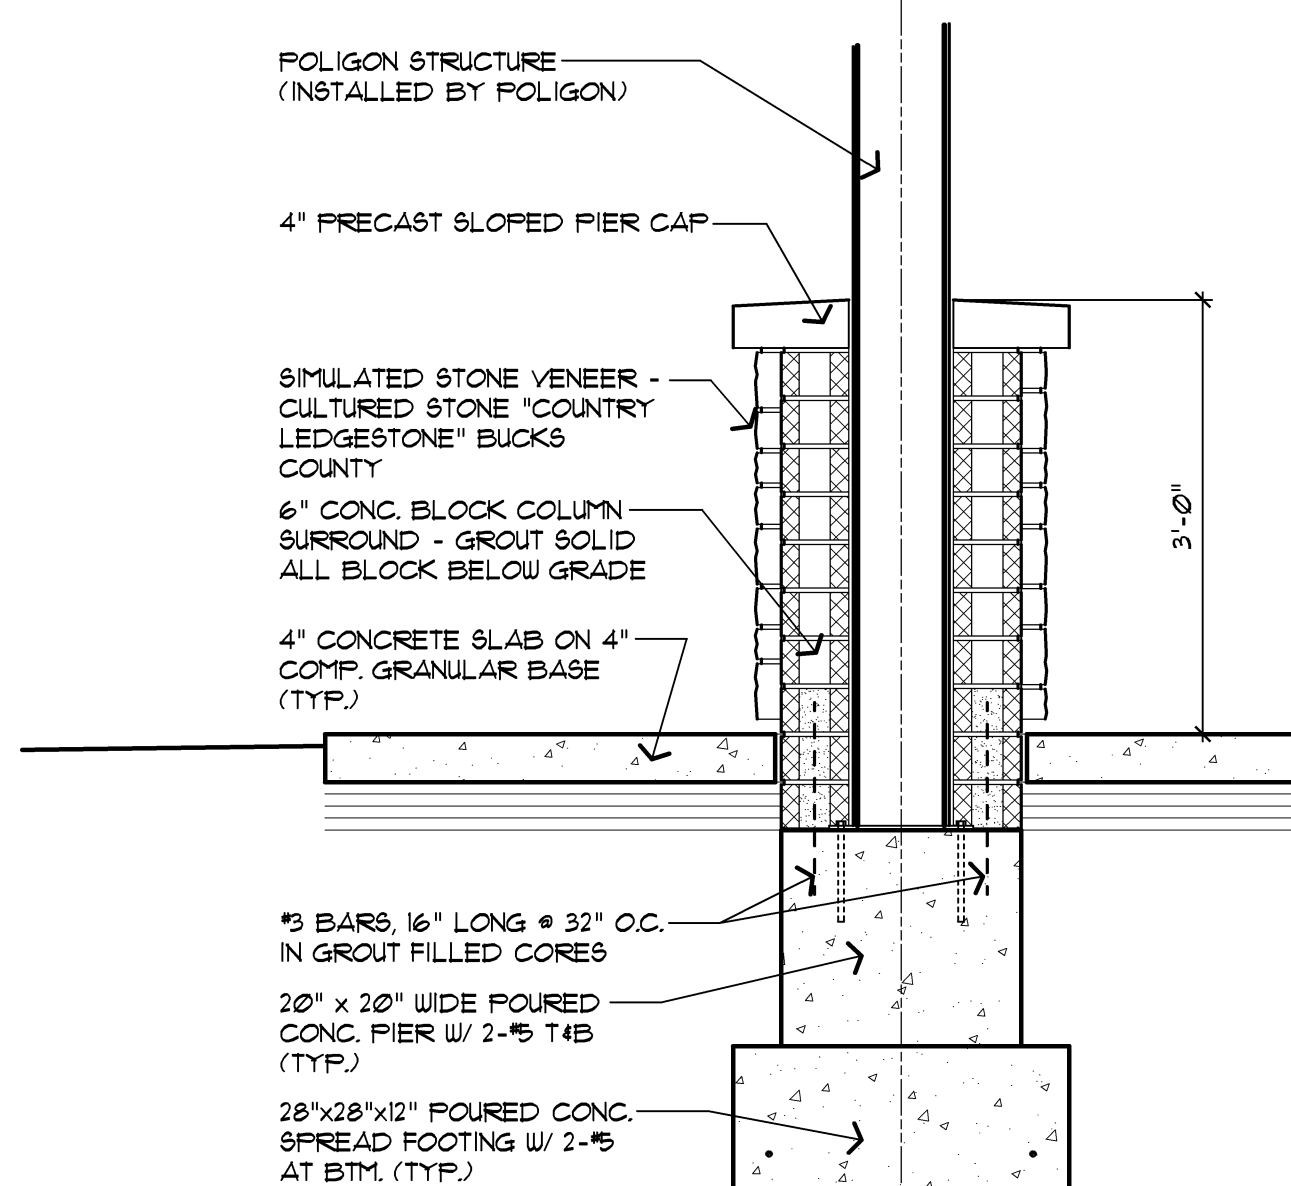 POLIGON STRUCTURE
(INSTALLED BY POLIGON)
4" PRECAST SLOPED PIER CAP
SIMULATED STONE VENEER -
CULTURED STONE "COUNTRY
LEDGESTONE" BUCKS
COUNTY
6" CONC. BLOCK COLUMN
SURROUND - GROUT SOLID
ALL BLOCK BELOW GRADE
3'-0"
4" CONCRETE SLAB ON 4"
COMP. GRANULAR BASE
(TYP.)
#3 BARS, 16" LONG @ 32" O.C.
IN GROUT FILLED CORES
20" x 20" WIDE POURED
CONC. PIER W/ 2-#5 T&B
(TYP.)
28"x28"x12" POURED CONC.
SPREAD FOOTING W/ 2-#5
AT BTM. (TYP.)